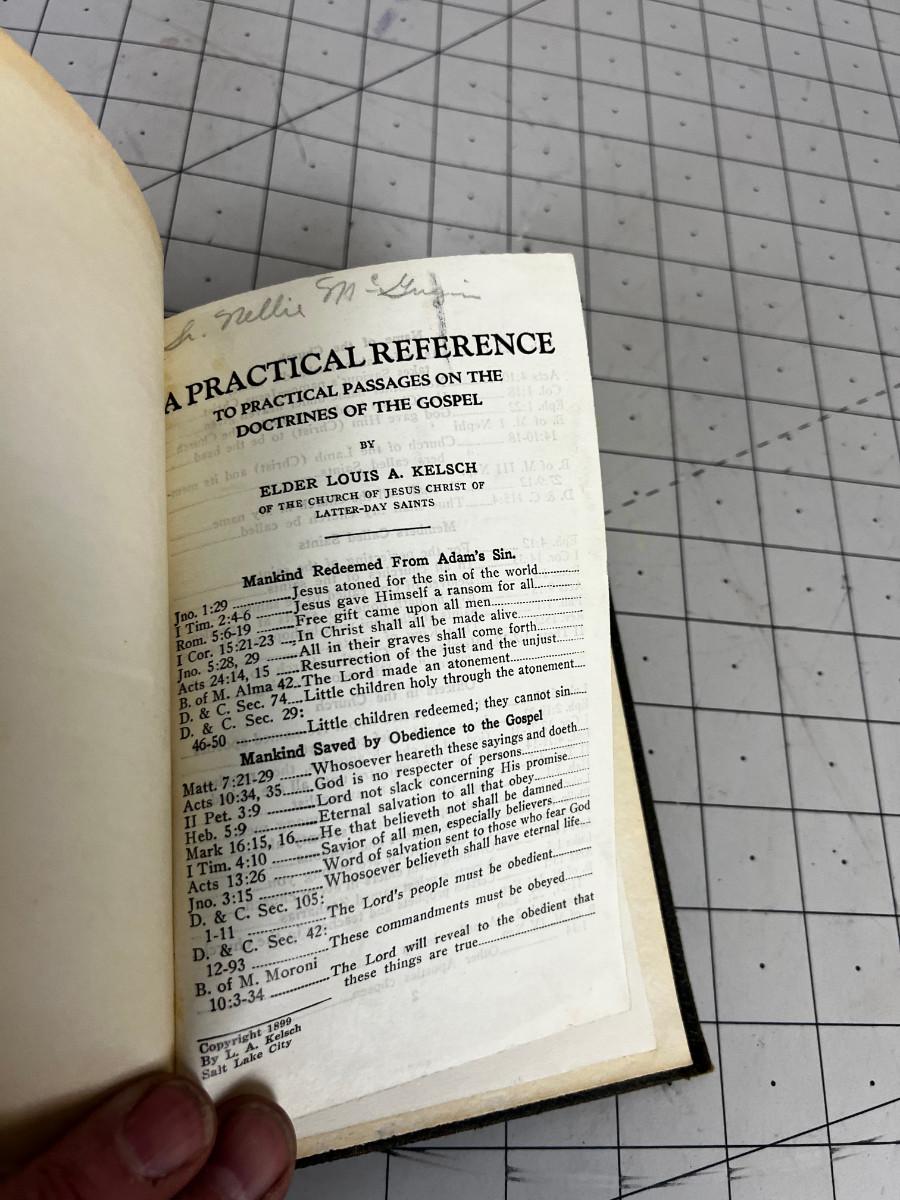 Sr. Nellie McGuqin
A PRACTICAL REFERENCE
TO PRACTICAL PASSAGES ON THE
DOCTRINES OF THE GOSPEL
BY
ELDER LOUIS A. KELSCH
OF THE CHURCH OF JESUS CHRIST OF
LATTER-DAY SAINTS
Mankind Redeemed From Adam's Sin.
Jno. 1:29 ..............Jesus atoned for the sin of the world..........
I Tim. 2:4-6 .........Jesus gave Himself a ransom for all..........
Rom. 5:6-19 .........Free gift came upon all men....................
I Cor. 15:21-23 ....In Christ shall all be made alive..............
Jno. 5:28, 29 ........All in their graves shall come forth..........
Acts 24:14, 15 .....Resurrection of the just and the unjust......
B. of M. Alma 42..The Lord made an atonement..................
D. & C. Sec. 74....Little children holy through the atonement....
D. & C. Sec. 29:
46-50 ................Little children redeemed; they cannot sin.....
Mankind Saved by Obedience to the Gospel
Matt. 7:21-29 ........Whosoever heareth these sayings and doeth....
Acts 10:34, 35.......God is no respecter of persons................
II Pet. 3:9 ............Lord not slack concerning His promise......
Heb. 5:9 ...............Eternal salvation to all that obey............
Mark 16:15, 16.....He that believeth not shall be damned........
I Tim. 4:10 ...........Savior of all men, especially believers........
Acts 13:26 ...........Word of salvation sent to those who fear God
Jno. 3:15 ..............Whosoever believeth shall have eternal life....
D. & C. Sec. 105:
1-11 ..................The Lord's people must be obedient..........
D. & C. Sec. 42:
12-93 ................These commandments must be obeyed........
B. of M. Moroni
10:3-34 .............The Lord will reveal to the obedient that
these things are true..............................
Copyright 1899
By L. A. Kelsch
Salt Lake City